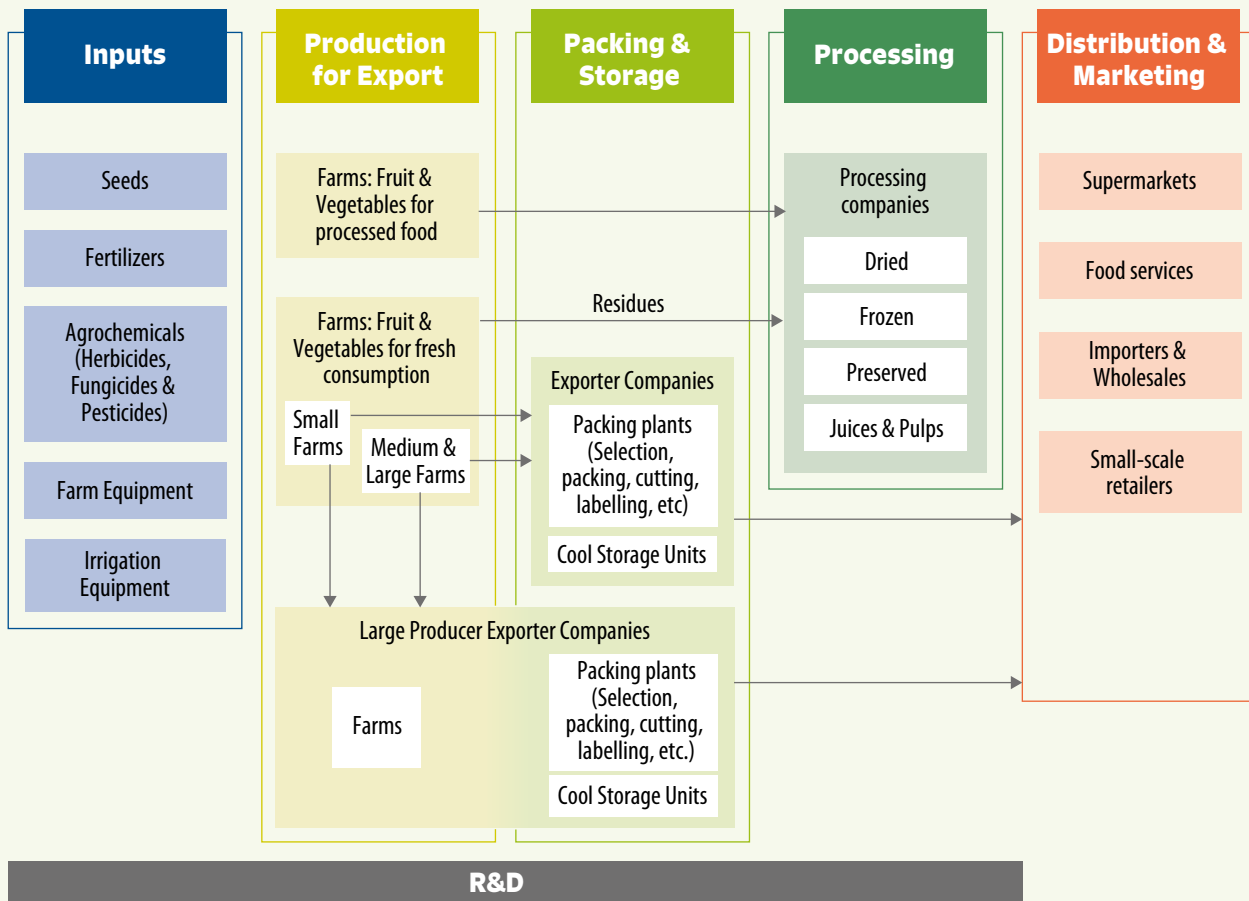 Inputs
Seeds
Fertilizers
Agrochemicals
(Herbicides,
Fungicides &
Pesticides)
Farm Equipment
Irrigation
Equipment
Production
for Export
Farms: Fruit &
Vegetables for
processed food
Farms: Fruit &
Vegetables for fresh
consumption
Small
Farms
Medium &
Large Farms
Packing &
Storage
Residues
Exporter Companies
Packing plants
(Selection,
packing, cutting,
labelling, etc)
Cool Storage Units
Large Producer Exporter Companies
Farms
Packing plants
(Selection,
packing, cutting,
labelling, etc.)
Cool Storage Units
Processing
Processing
companies
Dried
Frozen
Preserved
Juices & Pulps
Distribution &
Marketing
Supermarkets
Food services
Importers &
Wholesales
Small-scale
retailers
R&D